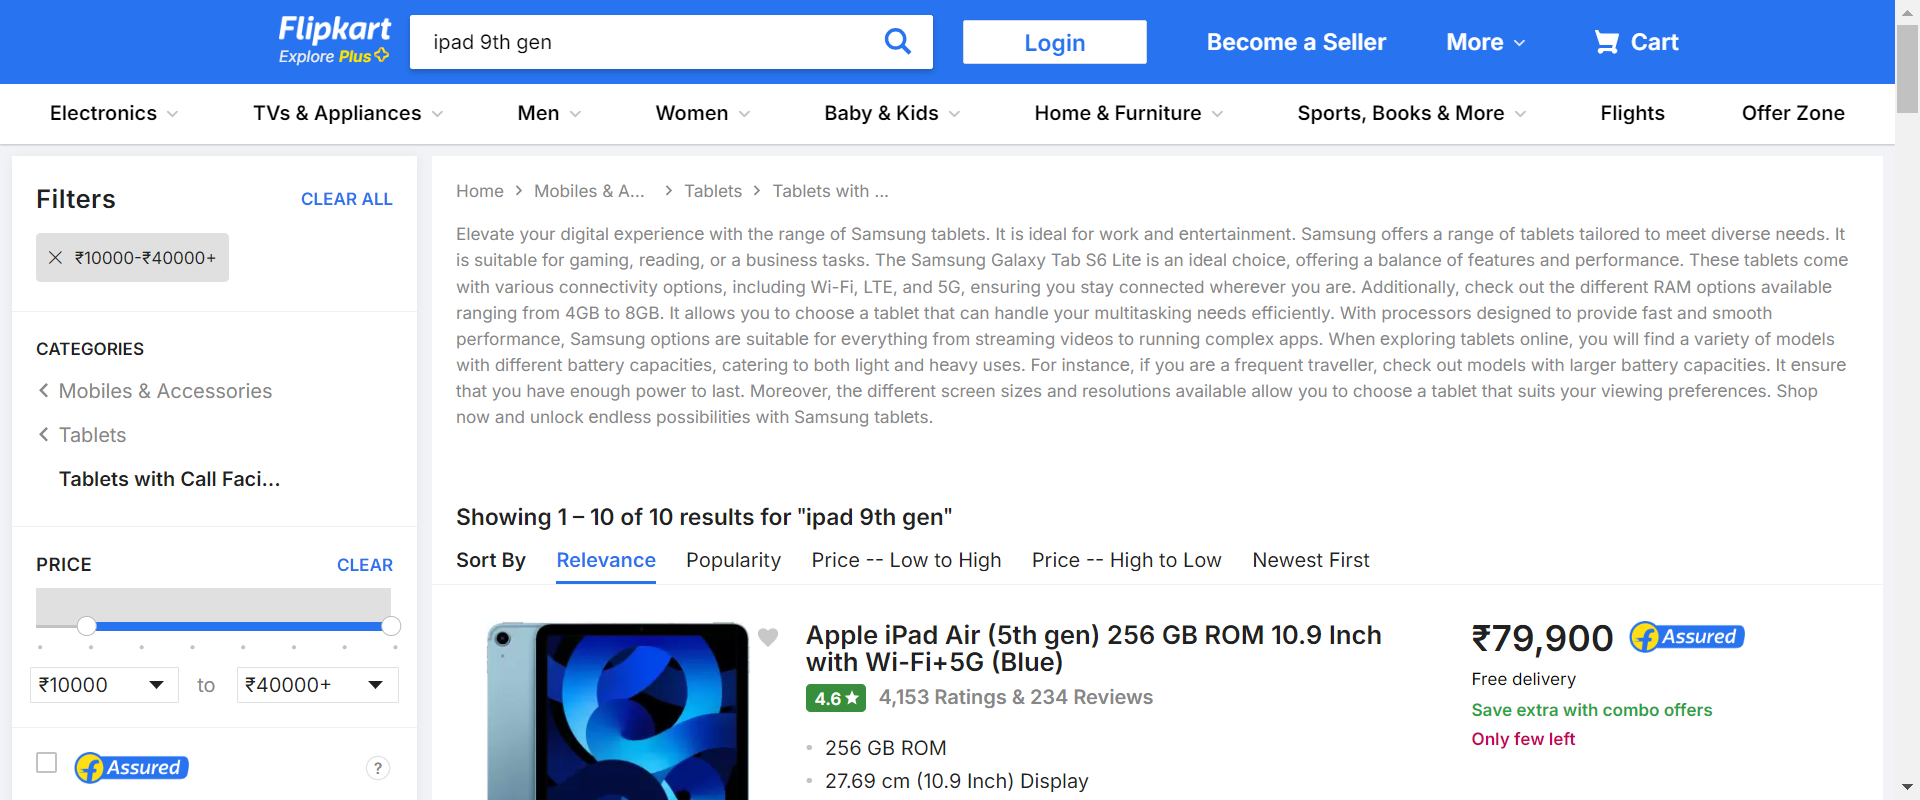 Flipkart
Explore Plus
ipad 9th gen
Login
Become a Seller
More
Cart
Electronics
TVs & Appliances
Men
Women
Baby & Kids
Home & Furniture
Sports, Books & More
Flights
Offer Zone
Filters
CLEAR ALL
₹10000-₹40000+
CATEGORIES
Mobiles & Accessories
Tablets
Tablets with Call Faci...
PRICE
CLEAR
₹10000
to
₹40000+
Assured
?
Home
Mobiles & A...
Tablets
Tablets with ...
Elevate your digital experience with the range of Samsung tablets. It is ideal for work and entertainment. Samsung offers a range of tablets tailored to meet diverse needs. It
is suitable for gaming, reading, or a business tasks. The Samsung Galaxy Tab S6 Lite is an ideal choice, offering a balance of features and performance. These tablets come
with various connectivity options, including Wi-Fi, LTE, and 5G, ensuring you stay connected wherever you are. Additionally, check out the different RAM options available
ranging from 4GB to 8GB. It allows you to choose a tablet that can handle your multitasking needs efficiently. With processors designed to provide fast and smooth
performance, Samsung options are suitable for everything from streaming videos to running complex apps. When exploring tablets online, you will find a variety of models
with different battery capacities, catering to both light and heavy uses. For instance, if you are a frequent traveller, check out models with larger battery capacities. It ensure
that you have enough power to last. Moreover, the different screen sizes and resolutions available allow you to choose a tablet that suits your viewing preferences. Shop
now and unlock endless possibilities with Samsung tablets.
Showing 1 – 10 of 10 results for "ipad 9th gen"
Sort By
Relevance
Popularity
Price -- Low to High
Price -- High to Low
Newest First
Apple iPad Air (5th gen) 256 GB ROM 10.9 Inch
with Wi-Fi+5G (Blue)
4.6 ★
4,153 Ratings & 234 Reviews
• 256 GB ROM
• 27.69 cm (10.9 Inch) Display
₹79,900
Assured
Free delivery
Save extra with combo offers
Only few left